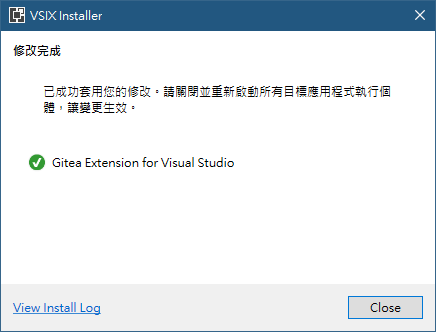 VSIX Installer
修改完成
已成功套用您的修改。請關閉並重新啟動所有目標應用程式執行個
體，讓變更生效。
Gitea Extension for Visual Studio
View Install Log
Close